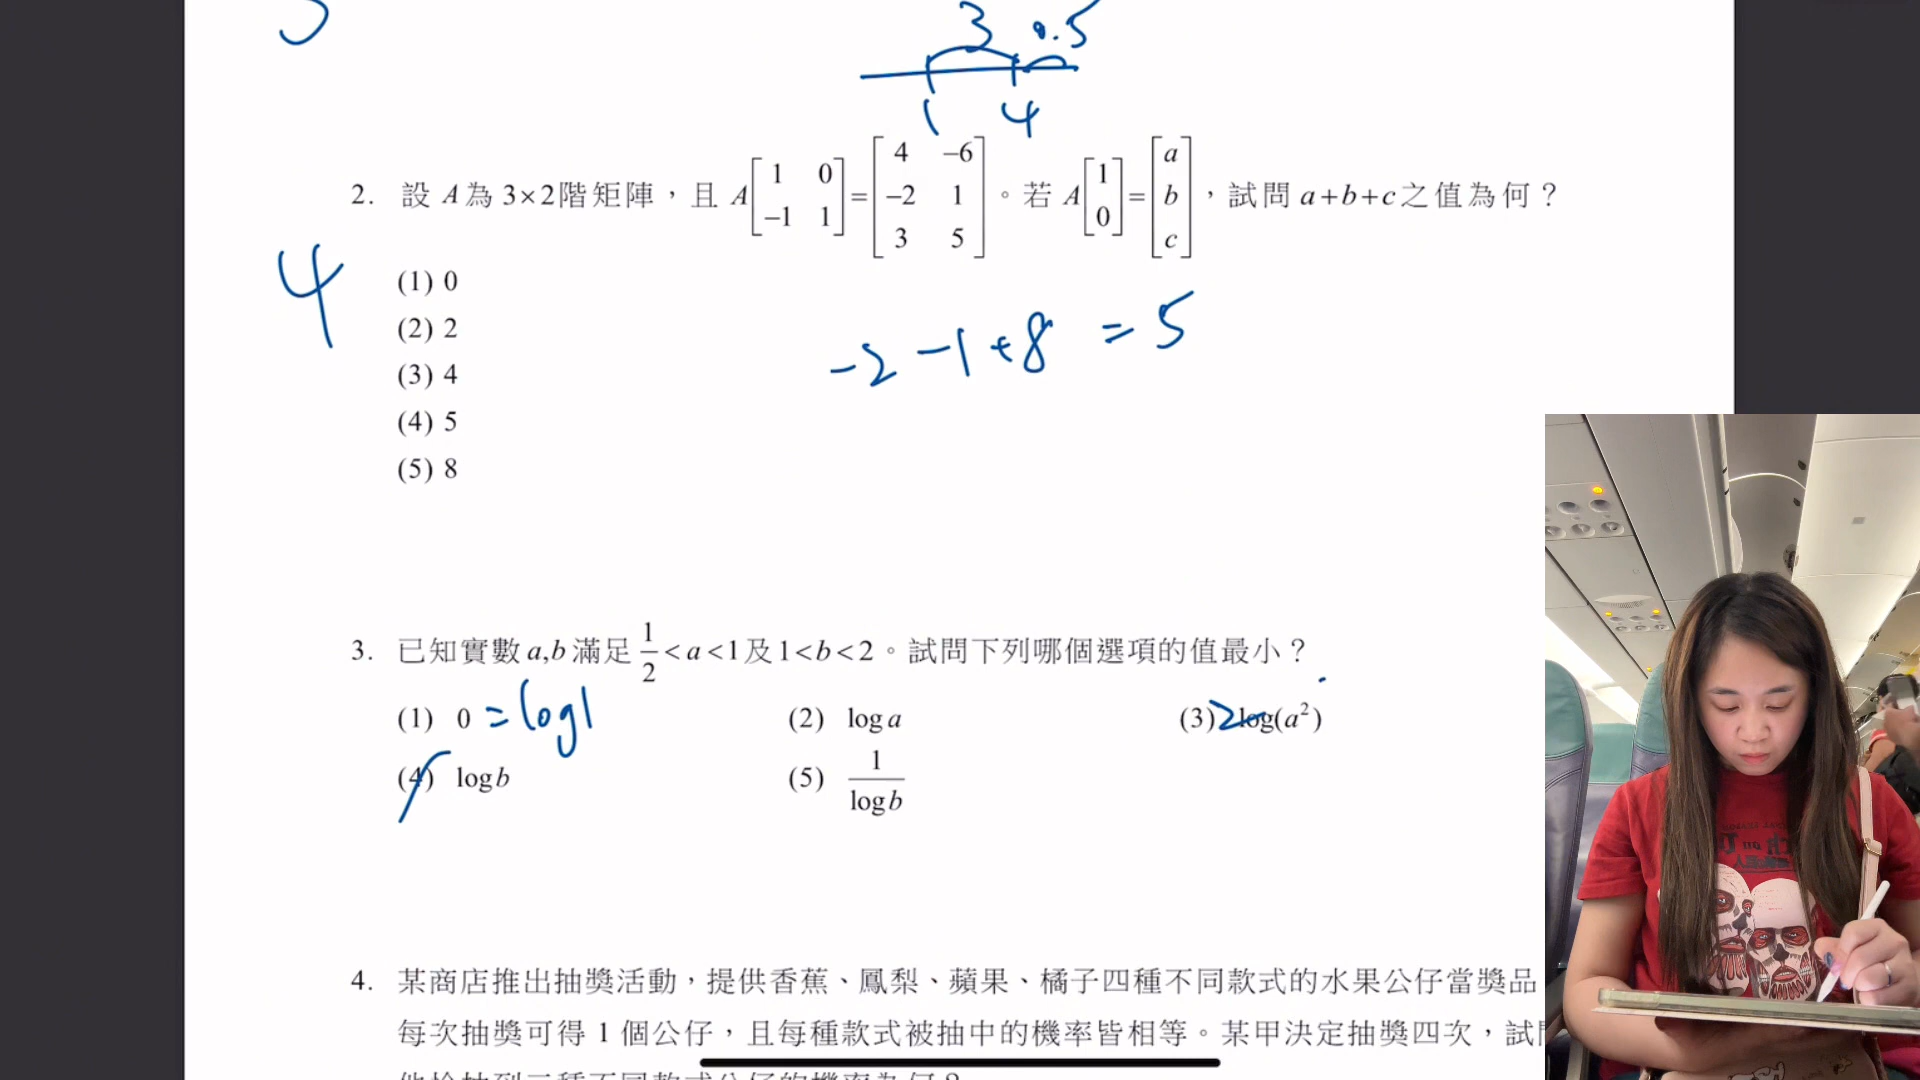 3 0.5
1 4
2. 設 A 為 3×2階矩陣，且 A[1 0; -1 1] = [4 -6; -2 1; 3 5]。若 A[1; 0] = [a; b; c]，試問 a+b+c 之值為何？
4
(1) 0
(2) 2
-2 -1 +8 = 5
(3) 4
(4) 5
(5) 8
3. 已知實數 a,b 滿足 1/2 < a < 1 及 1 < b < 2。試問下列哪個選項的值最小？
(1) 0 = log1 (2) log a (3) 2log(a²)
(4) log b (5) 1/log b
4. 某商店推出抽獎活動，提供香蕉、鳳梨、蘋果、橘子四種不同款式的水果公仔當獎品
每次抽獎可得 1 個公仔，且每種款式被抽中的機率皆相等。某甲決定抽獎四次，試